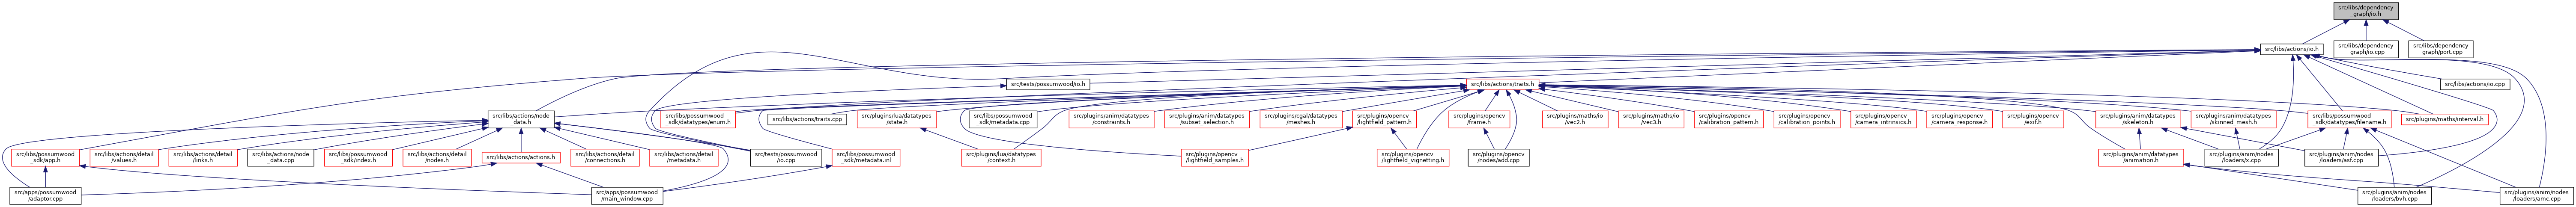 src/libs/dependency
_graph/io.h
src/libs/actions/io.h
src/libs/dependency
_graph/io.cpp
src/libs/dependency
_graph/port.cpp
src/tests/possumwood/io.h
src/libs/actions/traits.h
src/libs/actions/io.cpp
src/libs/actions/node
_data.h
src/libs/possumwood
_sdk/datatypes/enum.h
src/libs/actions/traits.cpp
src/plugins/lua/datatypes
/state.h
src/libs/possumwood
_sdk/metadata.cpp
src/plugins/anim/datatypes
/constraints.h
src/plugins/anim/datatypes
/subset_selection.h
src/plugins/cgal/datatypes
/meshes.h
src/plugins/opencv
/lightfield_pattern.h
src/plugins/opencv
/frame.h
src/plugins/maths/io
/vec2.h
src/plugins/maths/io
/vec3.h
src/plugins/opencv
/calibration_pattern.h
src/plugins/opencv
/calibration_points.h
src/plugins/opencv
/camera_intrinsics.h
src/plugins/opencv
/camera_response.h
src/plugins/opencv
/exif.h
src/plugins/anim/datatypes
/skeleton.h
src/plugins/anim/datatypes
/skinned_mesh.h
src/libs/possumwood
_sdk/datatypes/filename.h
src/plugins/maths/interval.h
src/libs/possumwood
_sdk/app.h
src/libs/actions/detail
/values.h
src/libs/actions/detail
/links.h
src/libs/actions/node
_data.cpp
src/libs/possumwood
_sdk/index.h
src/libs/actions/detail
/nodes.h
src/libs/actions/actions.h
src/libs/actions/detail
/connections.h
src/libs/actions/detail
/metadata.h
src/tests/possumwood
/io.cpp
src/libs/possumwood
_sdk/metadata.inl
src/plugins/lua/datatypes
/context.h
src/plugins/opencv
/lightfield_samples.h
src/plugins/opencv
/lightfield_vignetting.h
src/plugins/opencv
/nodes/add.cpp
src/plugins/anim/datatypes
/animation.h
src/plugins/anim/nodes
/loaders/x.cpp
src/plugins/anim/nodes
/loaders/asf.cpp
src/apps/possumwood
/adaptor.cpp
src/apps/possumwood
/main_window.cpp
src/plugins/anim/nodes
/loaders/bvh.cpp
src/plugins/anim/nodes
/loaders/amc.cpp